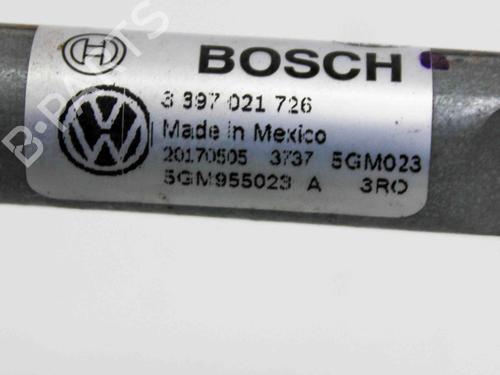 BOSCH
3 397 021 726
Made in Mexico
20170505 3737 5GM023
5GM955023 A 3RO
B-PARTS